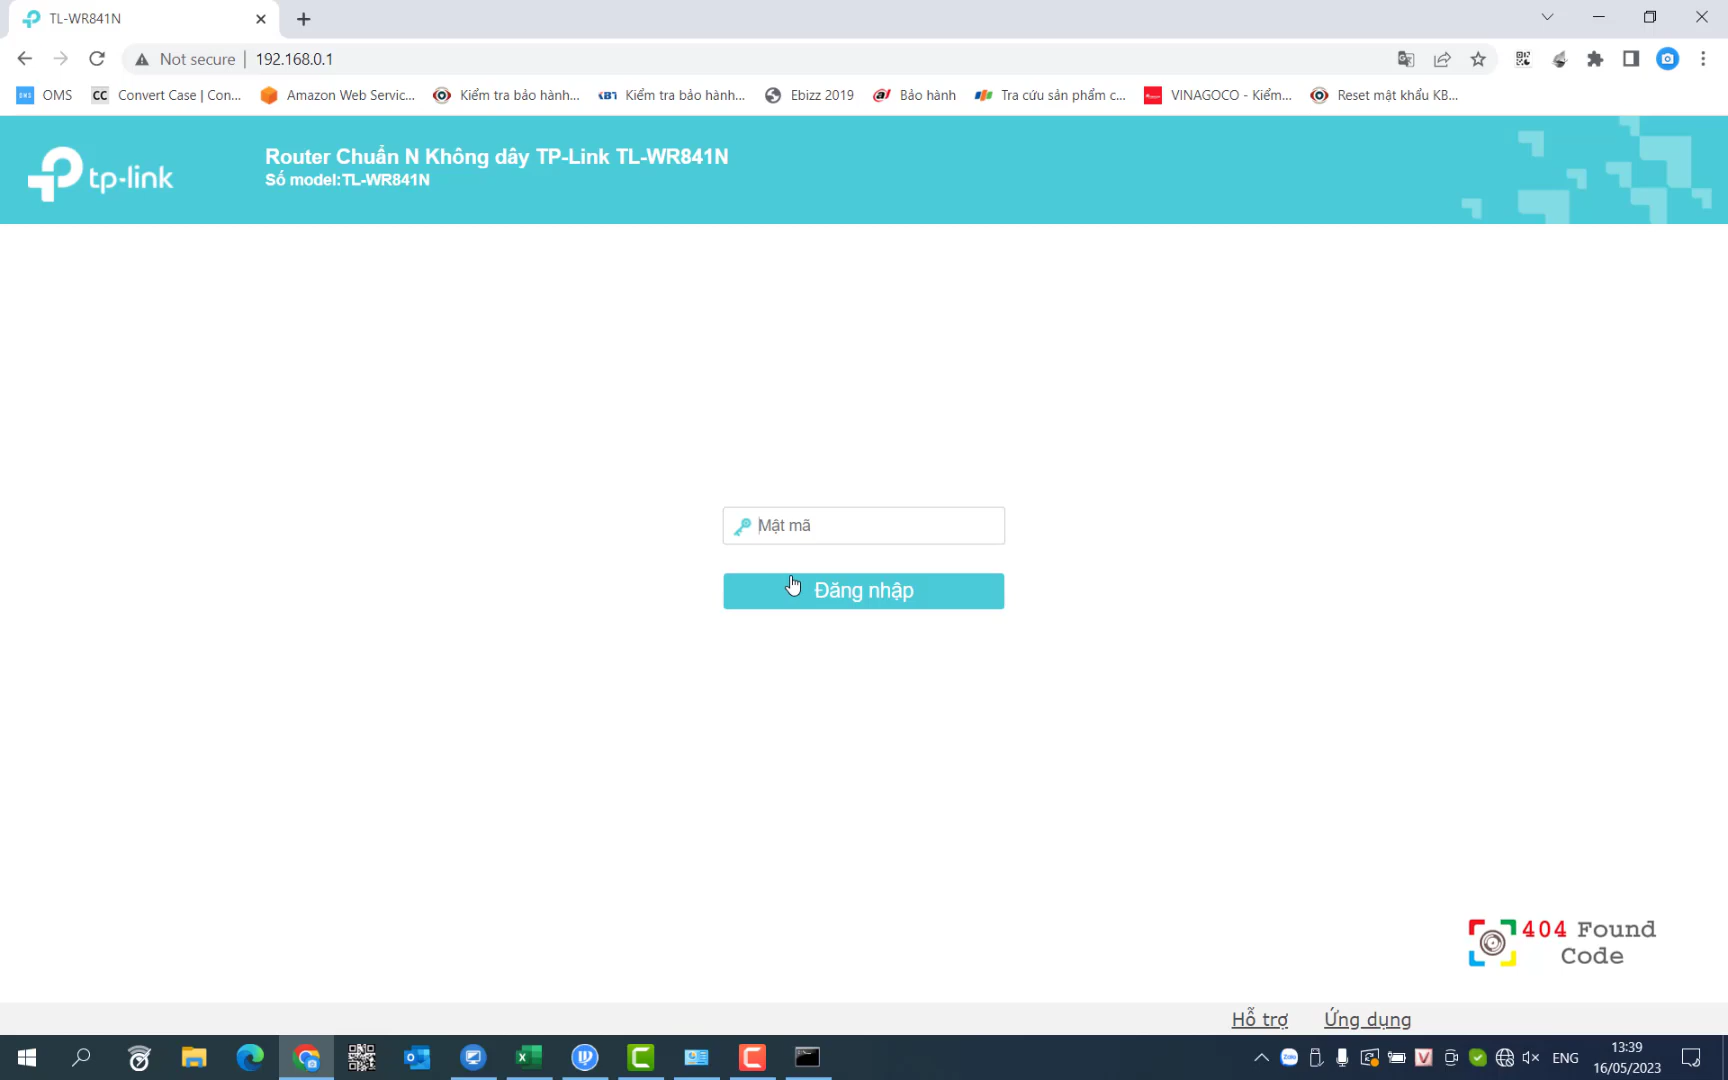 TL-WR841N
Not secure
192.168.0.1
OMS
CC
Convert Case | Con...
Amazon Web Servic...
Kiểm tra bảo hành...
Kiểm tra bảo hành...
Ebizz 2019
Bảo hành
Tra cứu sản phẩm c...
VINAGOCO - Kiểm...
Reset mật khẩu KB...
tp-link
Router Chuẩn N Không dây TP-Link TL-WR841N
Số model:TL-WR841N
Mật mã
Đăng nhập
404 Found
Code
Hỗ trợ
Ứng dụng
ENG
13:39
16/05/2023